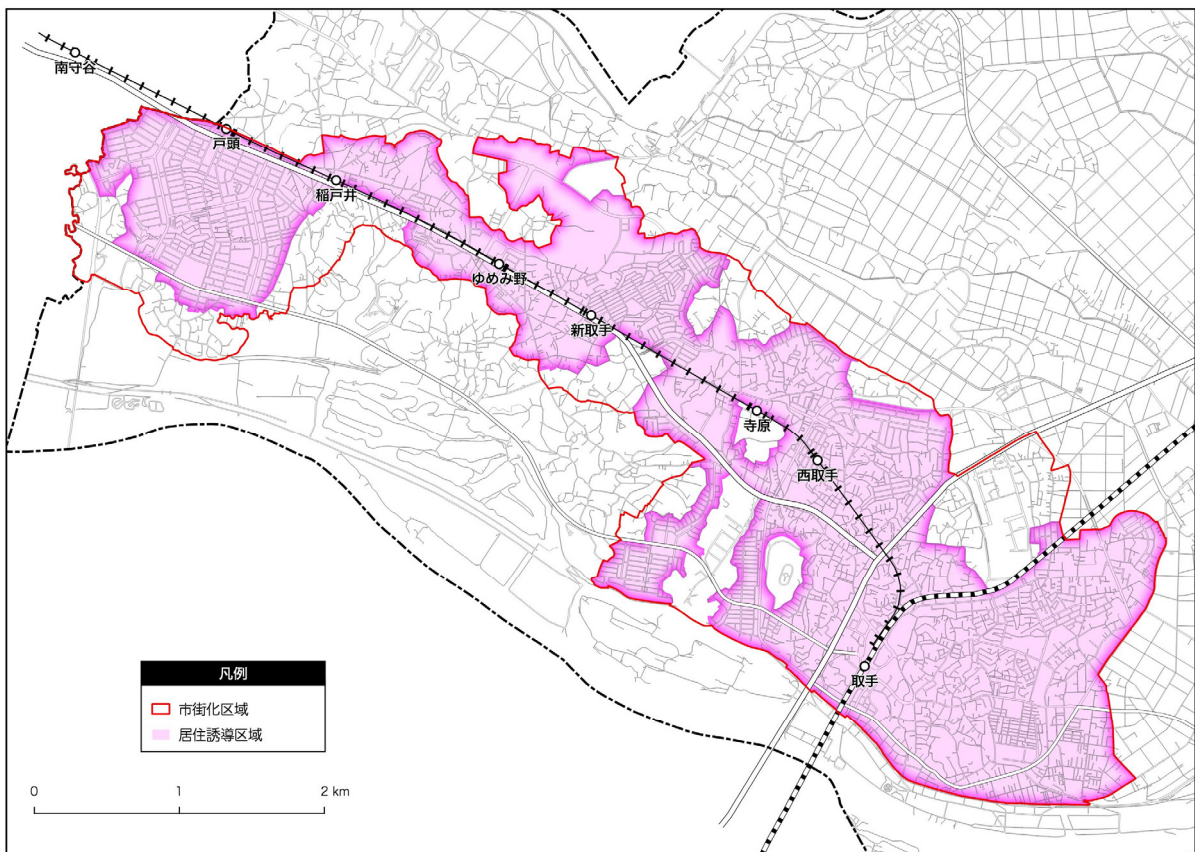 南守谷
戸頭
稲戸井
ゆめみ野
新取手
寺原
西取手
取手
凡例
市街化区域
居住誘導区域
0 1 2 km